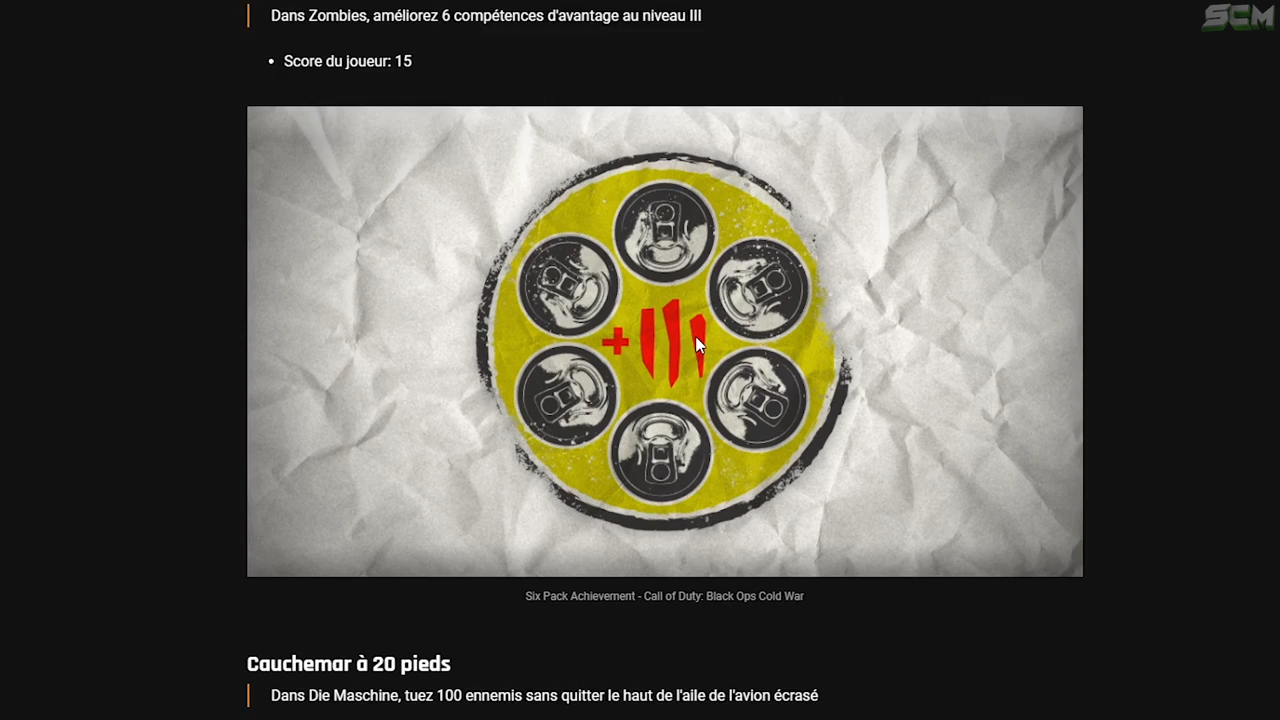 Dans Zombies, améliorez 6 compétences d'avantage au niveau III
SCM
• Score du joueur: 15
+ III
Six Pack Achievement - Call of Duty: Black Ops Cold War
Cauchemar à 20 pieds
Dans Die Maschine, tuez 100 ennemis sans quitter le haut de l'aile de l'avion écrasé